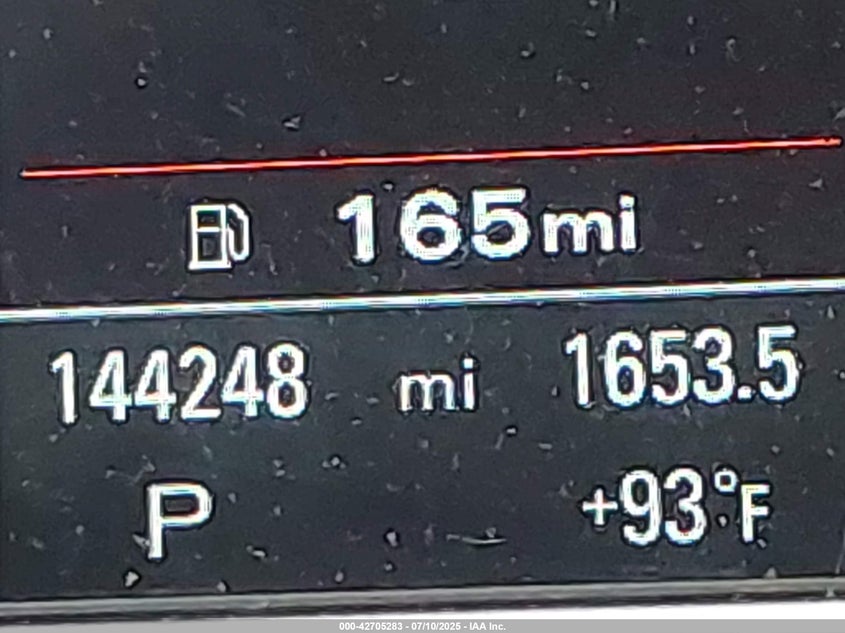 165mi
144248 mi 1653.5
P +93°F
000-42705283 - 07/10/2025 - IAA Inc.